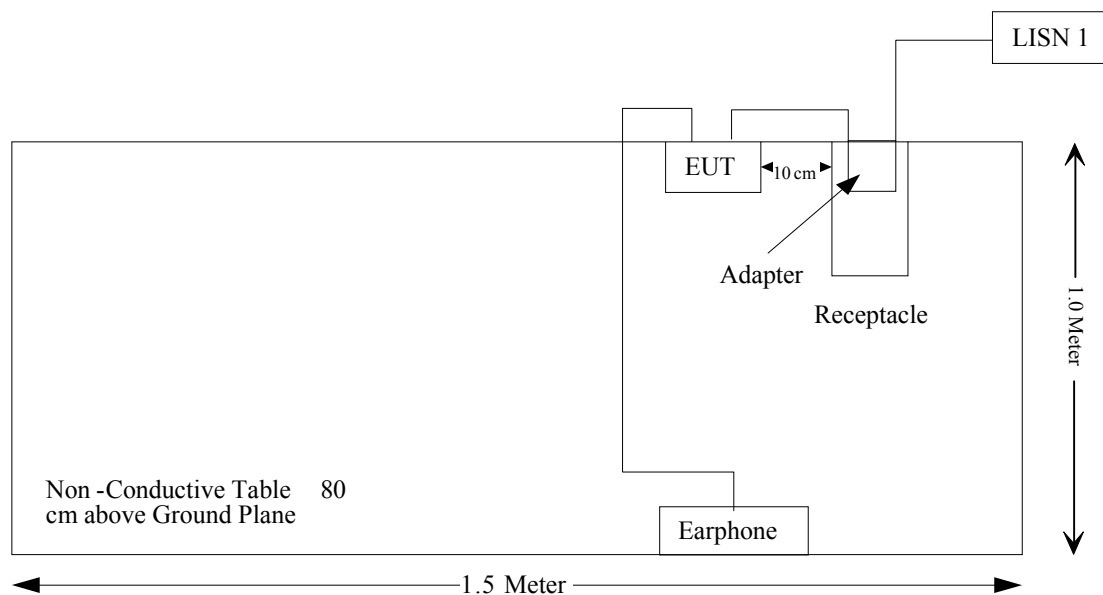 LISN 1
EUT
10 cm
Adapter
Receptacle
1.0 Meter
Non -Conductive Table 80
cm above Ground Plane
Earphone
1.5 Meter